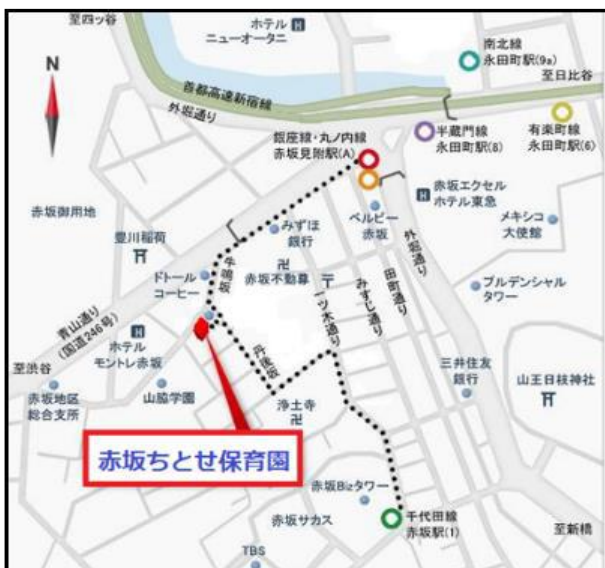 至四ツ谷
ホテル
ニューオータニ
H
N
首都高速新宿線
外堀通り
南北線
永田町駅(9a)
至日比谷
銀座線・丸ノ内線
赤坂見附駅(A)
半蔵門線
永田町駅(8)
有楽町線
永田町駅(6)
赤坂御用地
豊川稲荷
みずほ
銀行
ベルビー
赤坂
H
赤坂エクセル
ホテル東急
メキシコ
大使館
外堀通り
ドトール
コーヒー
牛鳴坂
赤坂不動尊
一ツ木通り
みすじ通り
田町通り
プルデンシャル
タワー
青山通り
(国道246号)
至渋谷
H
ホテル
モントレ赤坂
丹後坂
赤坂地区
総合支所
山脇学園
浄土寺
三井住友
銀行
山王日枝神社
赤坂ちとせ保育園
赤坂Bizタワー
赤坂サカス
千代田線
赤坂駅(1)
TBS
至新橋